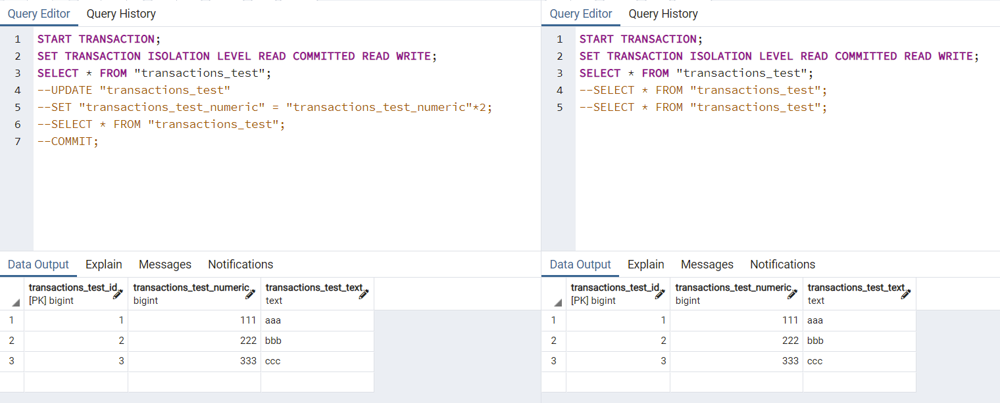 Query Editor Query History
1 START TRANSACTION;
2 SET TRANSACTION ISOLATION LEVEL READ COMMITTED READ WRITE;
3 SELECT * FROM "transactions_test";
4 --UPDATE "transactions_test"
5 --SET "transactions_test_numeric" = "transactions_test_numeric"*2;
6 --SELECT * FROM "transactions_test";
7 --COMMIT;
Data Output Explain Messages Notifications
transactions_test_id transactions_test_numeric transactions_test_text
[PK] bigint bigint text
1 1 111 aaa
2 2 222 bbb
3 3 333 ccc
Query Editor Query History
1 START TRANSACTION;
2 SET TRANSACTION ISOLATION LEVEL READ COMMITTED READ WRITE;
3 SELECT * FROM "transactions_test";
4 --SELECT * FROM "transactions_test";
5 --SELECT * FROM "transactions_test";
Data Output Explain Messages Notifications
transactions_test_id transactions_test_numeric transactions_test_text
[PK] bigint bigint text
1 1 111 aaa
2 2 222 bbb
3 3 333 ccc